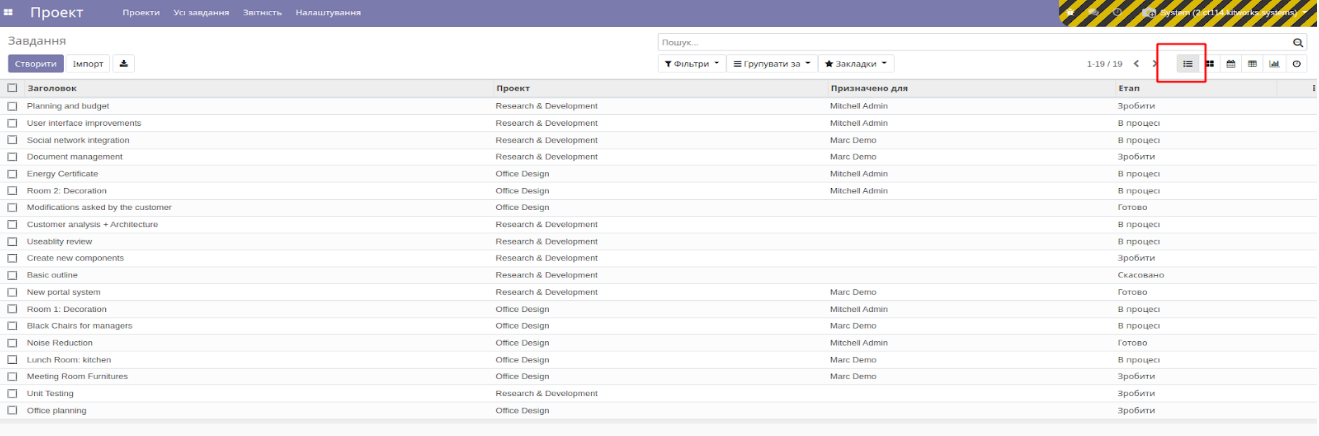 Проект Проекти Усі завдання Звітність Налаштування System (2 ci114.kitworks.systems)
Завдання Пошук...
Створити Імпорт Фільтри Групувати за Закладки 1-19 / 19
Заголовок Проект Призначено для Етап
Planning and budget Research & Development Mitchell Admin Зробити
User interface improvements Research & Development Mitchell Admin В процесі
Social network integration Research & Development Marc Demo В процесі
Document management Research & Development Marc Demo Зробити
Energy Certificate Office Design Mitchell Admin В процесі
Room 2: Decoration Office Design Mitchell Admin В процесі
Modifications asked by the customer Office Design Готово
Customer analysis + Architecture Research & Development В процесі
Useablity review Research & Development В процесі
Create new components Research & Development Зробити
Basic outline Research & Development Скасовано
New portal system Research & Development Marc Demo Готово
Room 1: Decoration Office Design Mitchell Admin В процесі
Black Chairs for managers Office Design Marc Demo В процесі
Noise Reduction Office Design Mitchell Admin Готово
Lunch Room: kitchen Office Design Marc Demo В процесі
Meeting Room Furnitures Office Design Marc Demo Зробити
Unit Testing Research & Development Зробити
Office planning Office Design Зробити